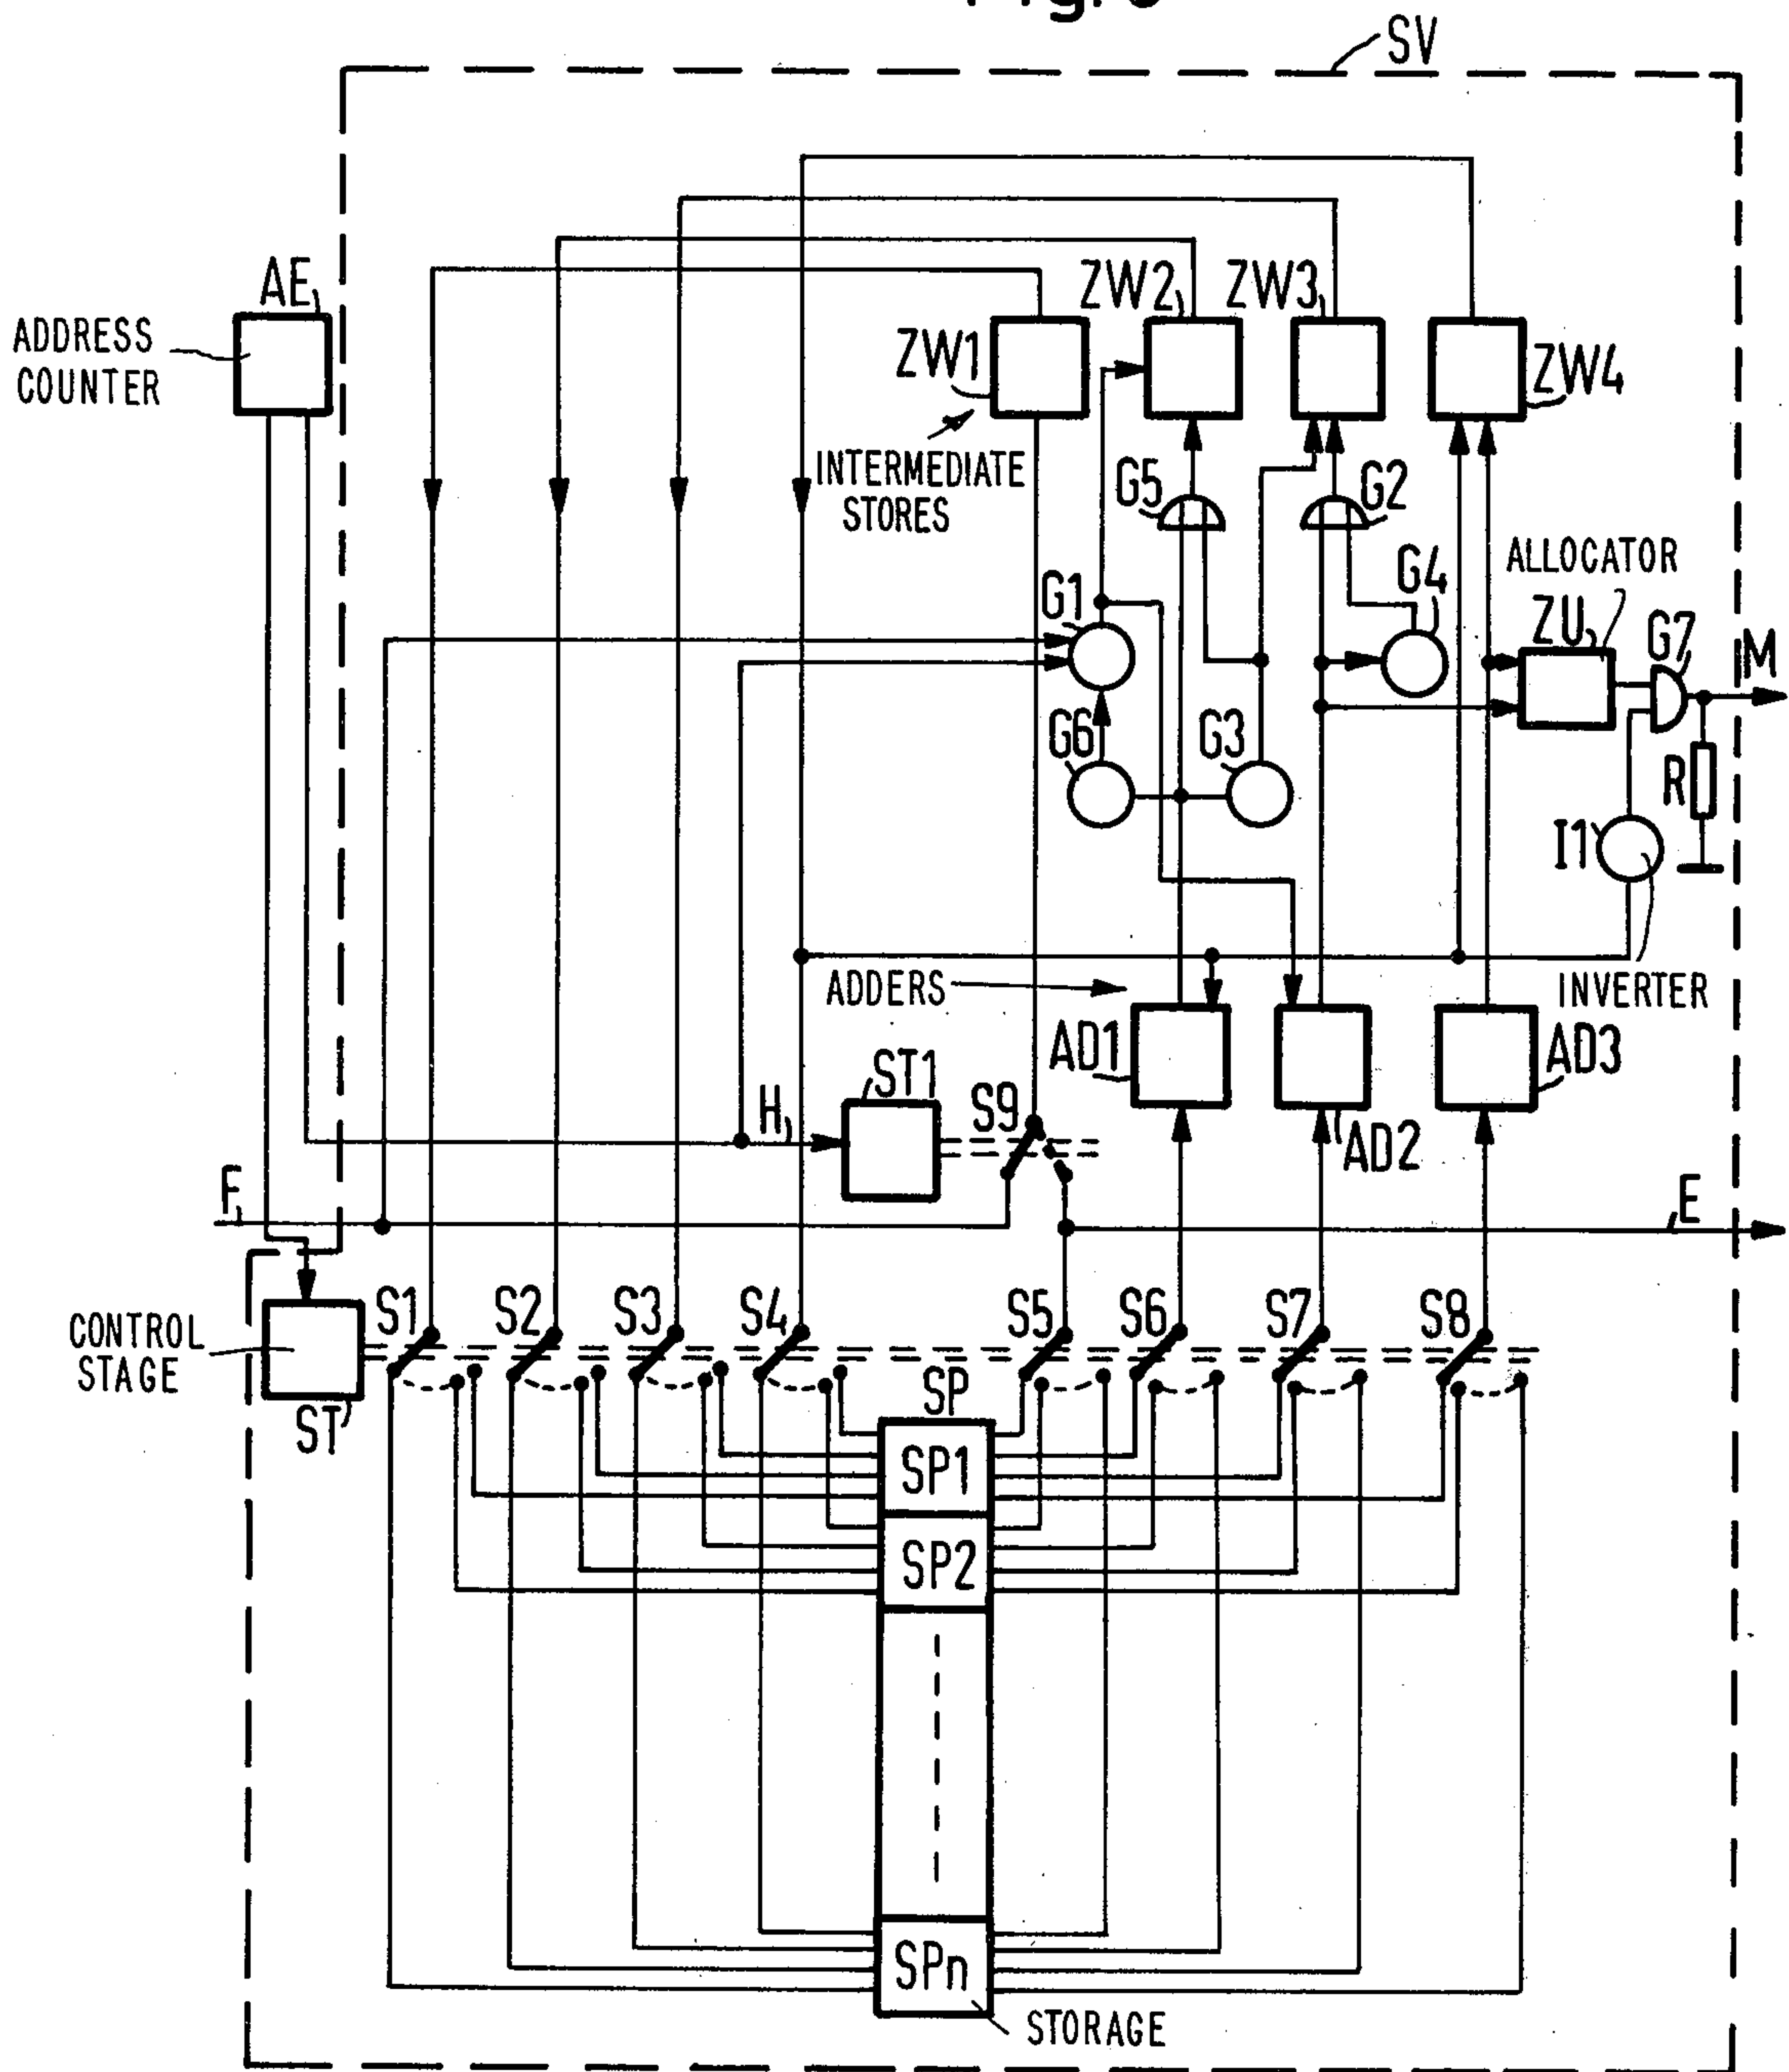 SV
AE
ADDRESS
COUNTER
ZW1
ZW2
ZW3
ZW4
INTERMEDIATE
STORES
G5
G2
G1
G4
ALLOCATOR
ZU
G7
M
G6
G3
R
I1
ADDERS
INVERTER
AD1
AD2
AD3
ST1
S9
H
F
E
CONTROL
STAGE
ST
S1
S2
S3
S4
S5
S6
S7
S8
SP
SP1
SP2
SPn
STORAGE